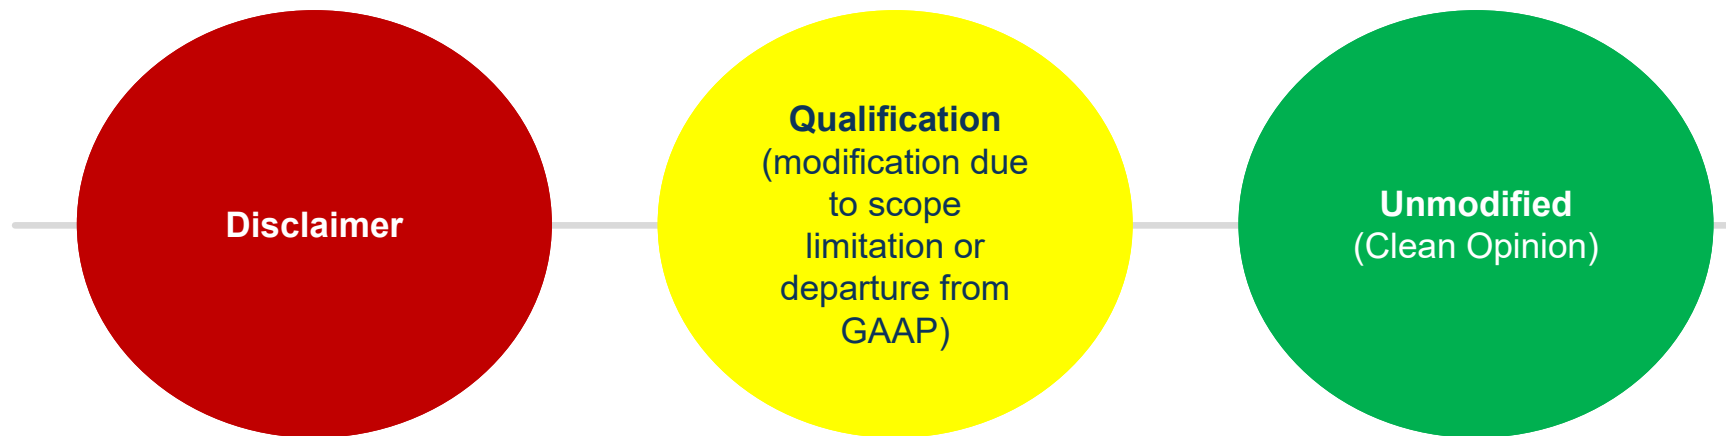 Disclaimer
Qualification
(modification due
to scope
limitation or
departure from
GAAP)
Unmodified
(Clean Opinion)